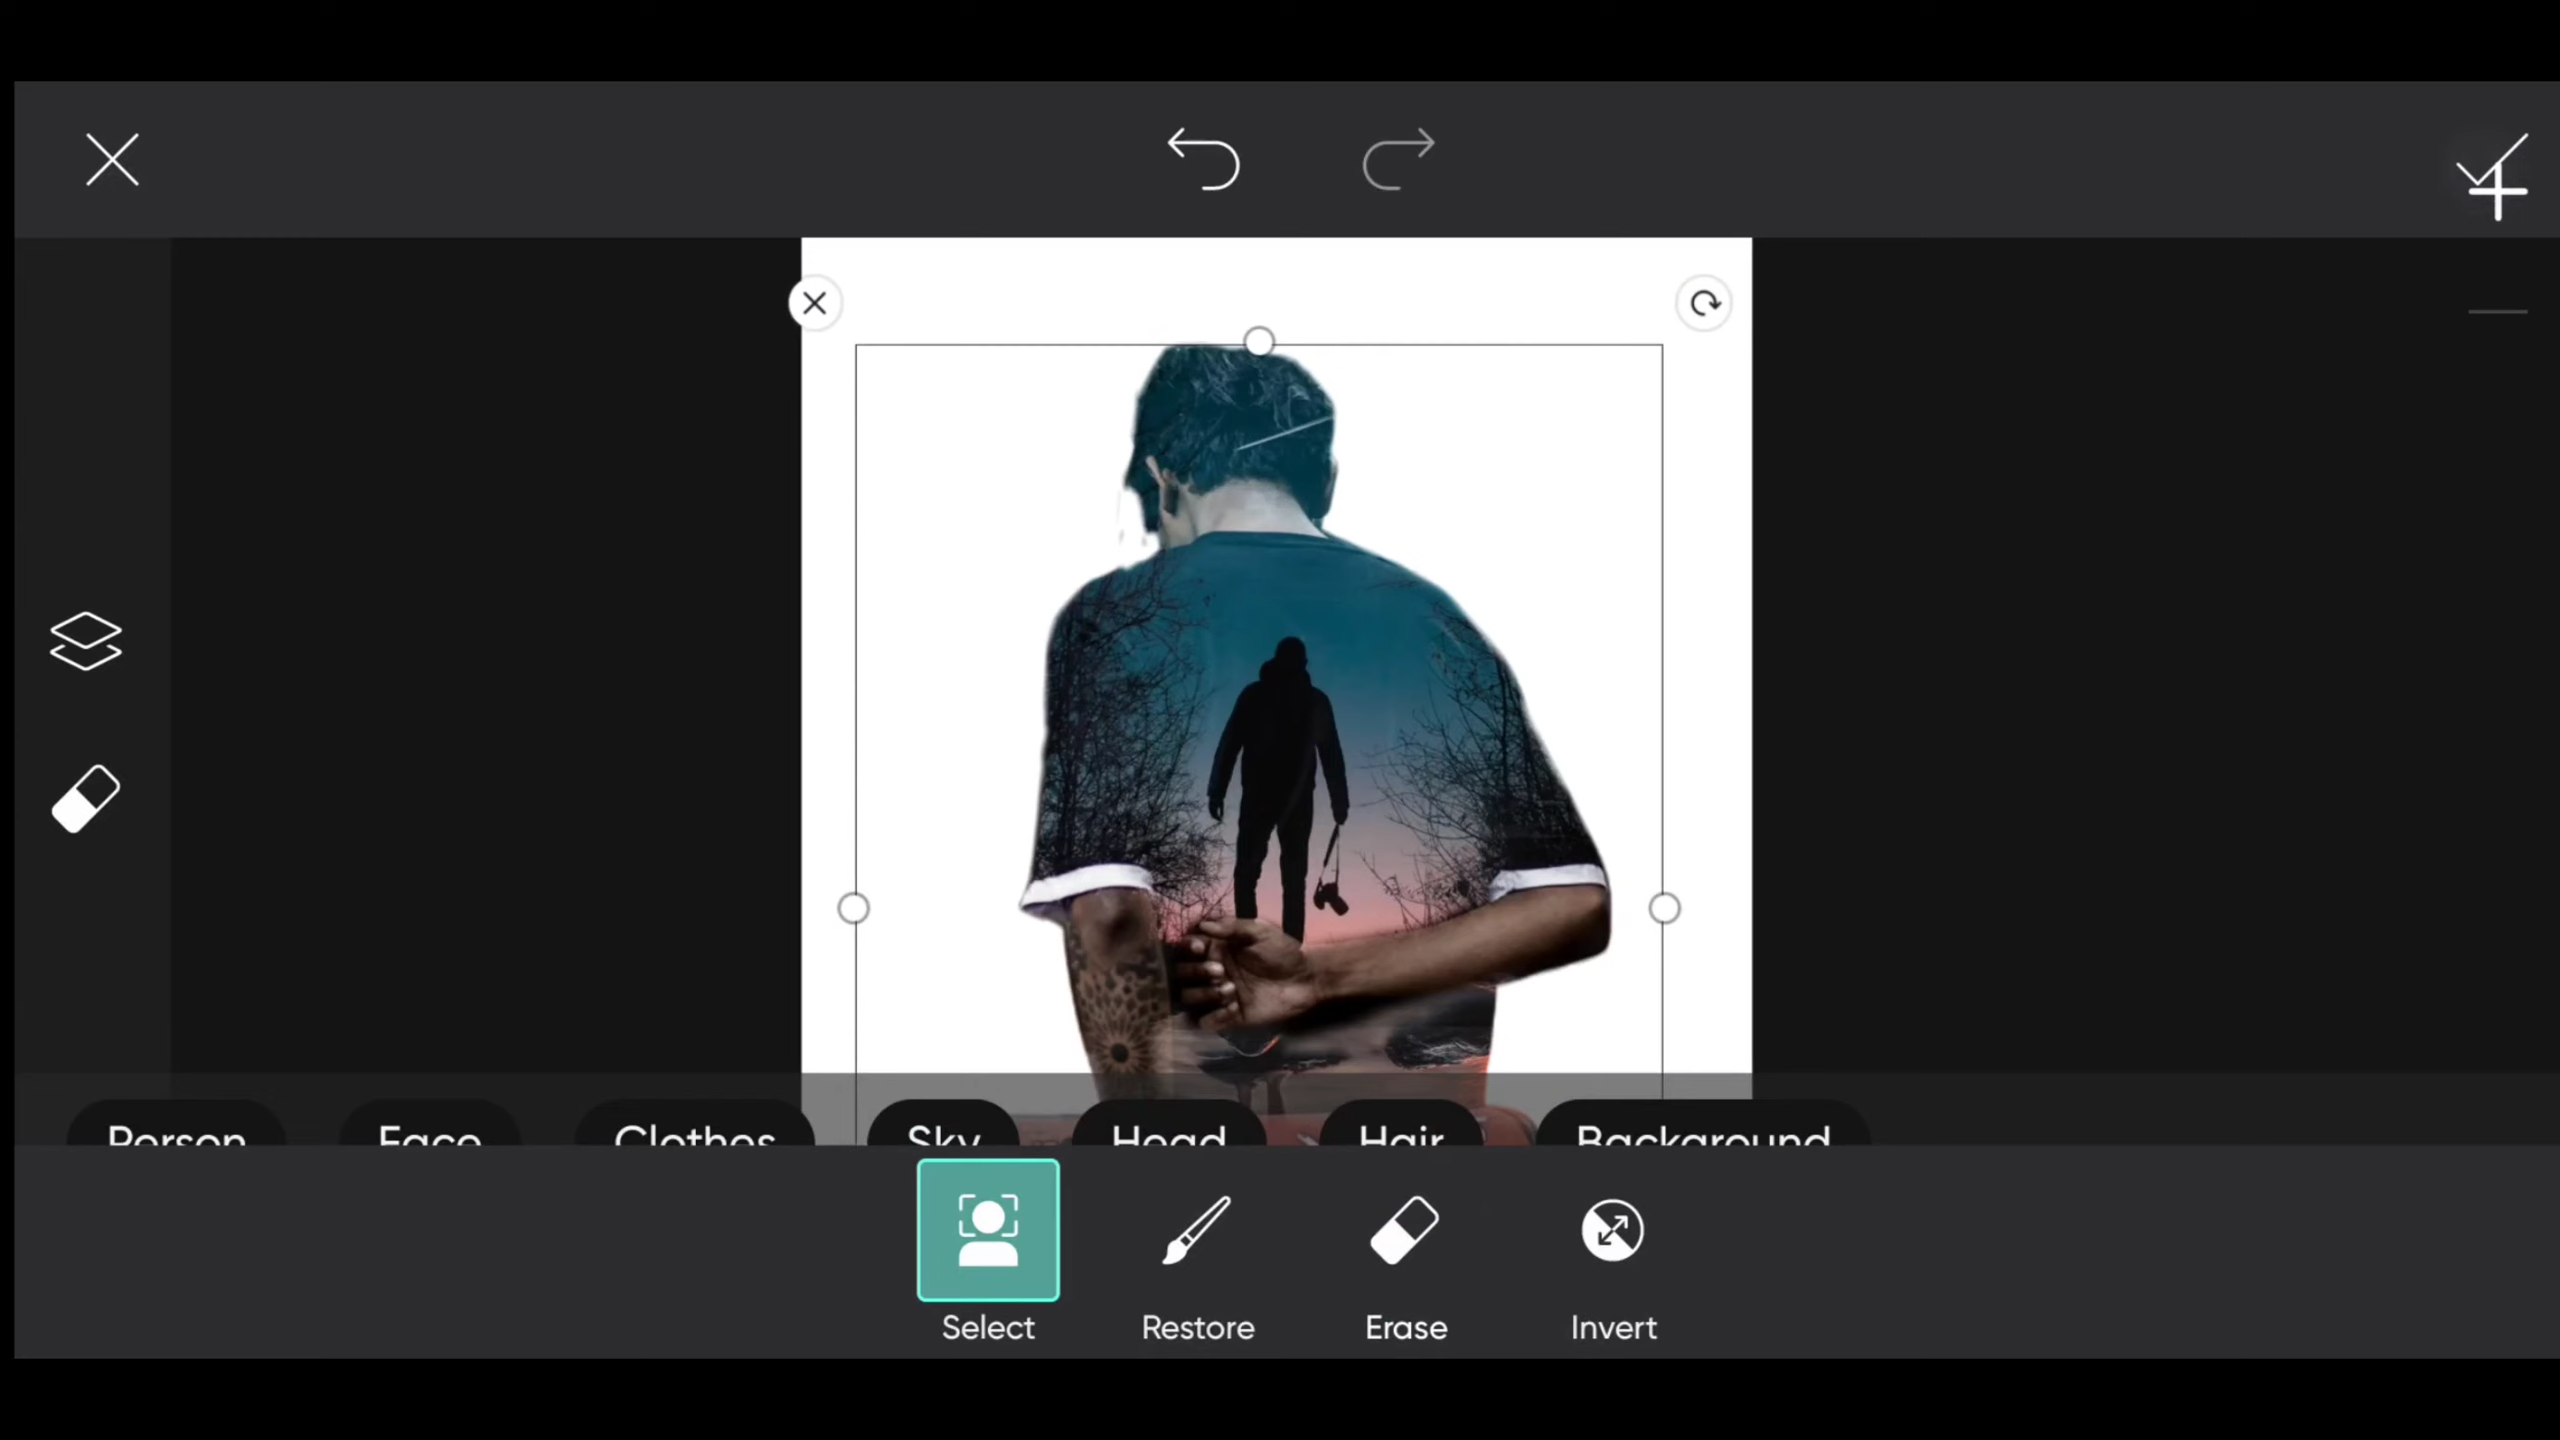 Person Face Clothes Sky Head Hair Background
Select Restore Erase Invert